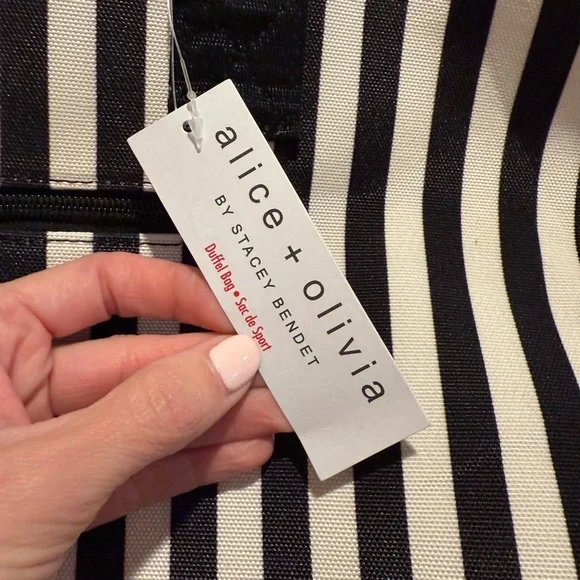 alice + olivia
BY STACEY BENDET
Duffel Bag • Sac de Sport